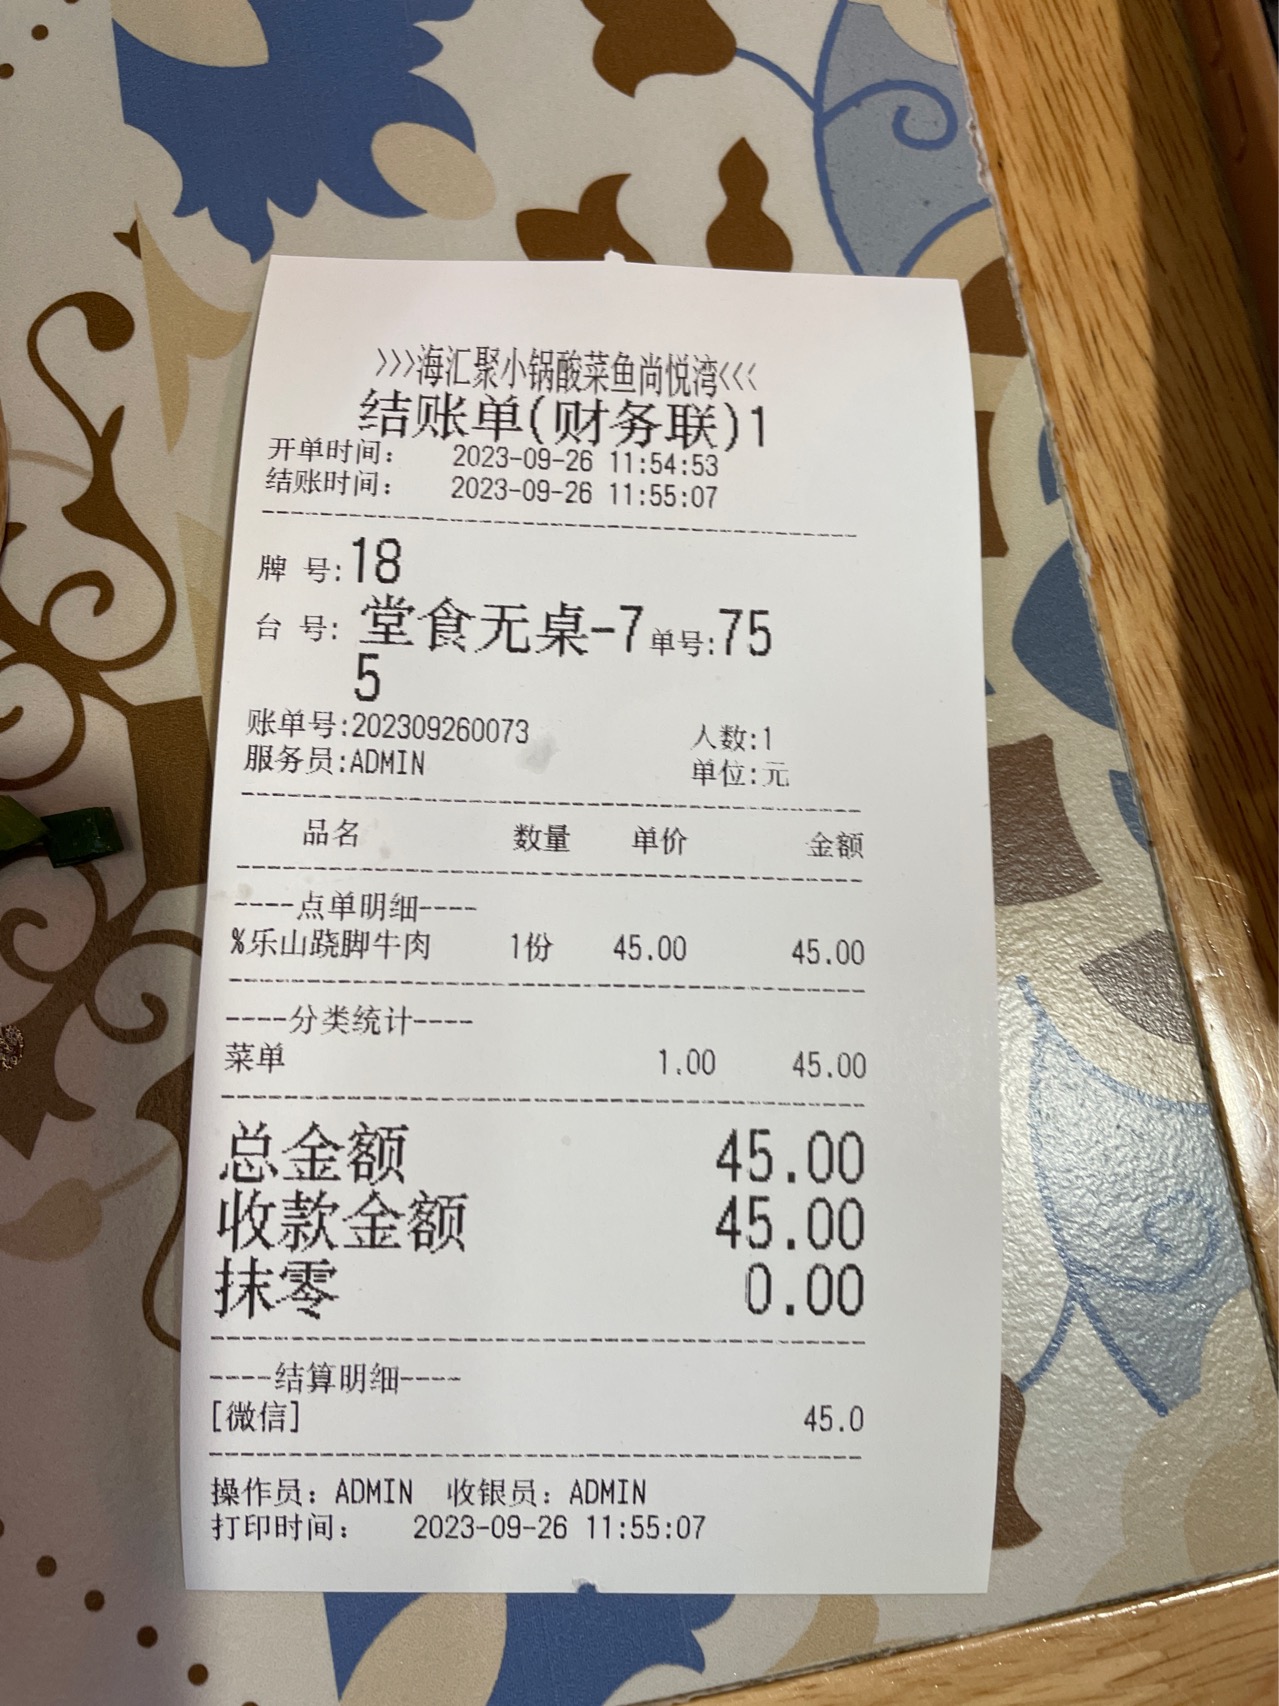 >>>海汇聚小锅酸菜鱼尚悦湾<<<
结账单(财务联)1
开单时间: 2023-09-26 11:54:53
结账时间: 2023-09-26 11:55:07
牌 号:18
台 号: 堂食无桌-7 单号:75
5
账单号:202309260073 人数:1
服务员:ADMIN 单位:元
品名 数量 单价 金额
----点单明细----
%乐山跷脚牛肉 1份 45.00 45.00
----分类统计----
菜单 1.00 45.00
总金额 45.00
收款金额 45.00
抹零 0.00
----结算明细----
[微信] 45.0
操作员: ADMIN 收银员: ADMIN
打印时间: 2023-09-26 11:55:07